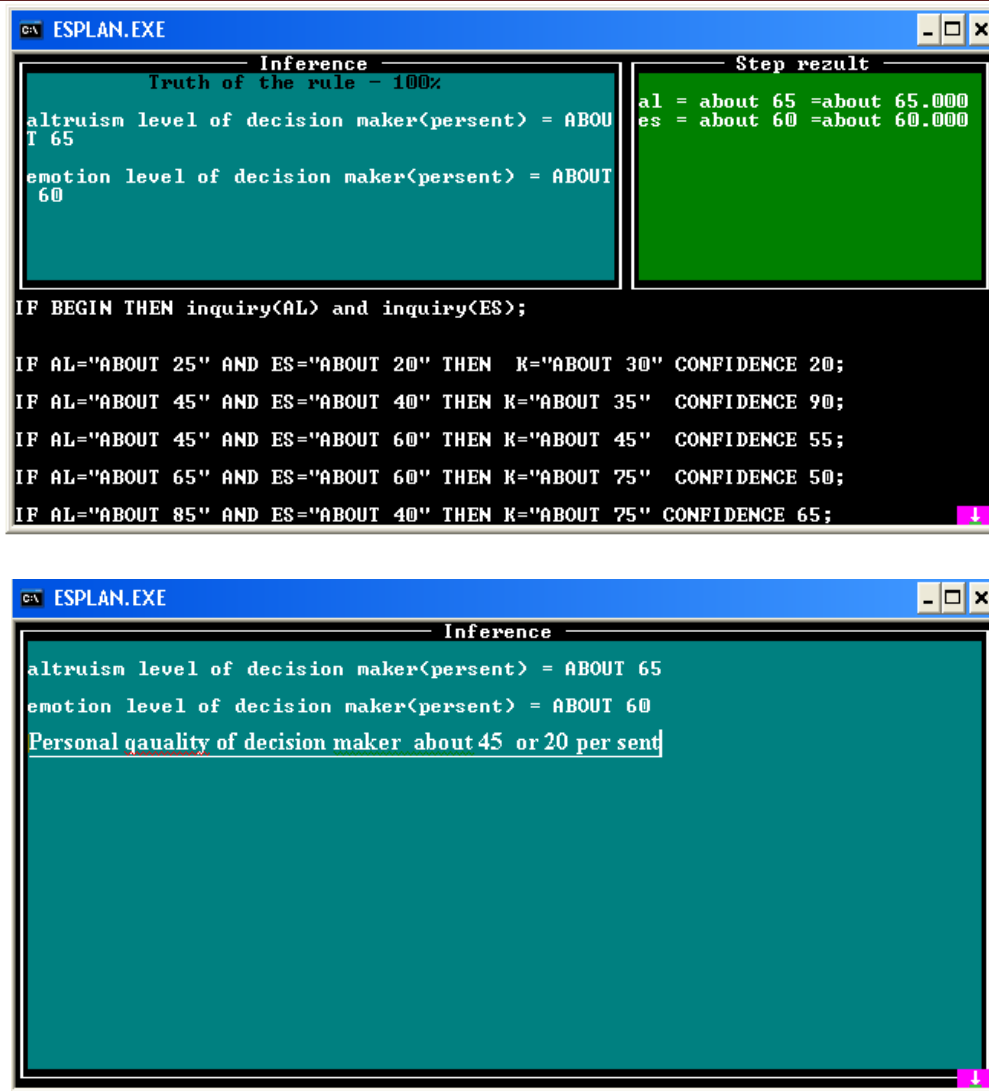 ESPLAN.EXE
Inference
Truth of the rule - 100%
altruism level of decision maker(persent) = ABOU
T 65
emotion level of decision maker(persent) = ABOUT
60
Step rezult
al = about 65 =about 65.000
es = about 60 =about 60.000
IF BEGIN THEN inquiry(AL) and inquiry(ES);
IF AL="ABOUT 25" AND ES="ABOUT 20" THEN K="ABOUT 30" CONFIDENCE 20;
IF AL="ABOUT 45" AND ES="ABOUT 40" THEN K="ABOUT 35" CONFIDENCE 90;
IF AL="ABOUT 45" AND ES="ABOUT 60" THEN K="ABOUT 45" CONFIDENCE 55;
IF AL="ABOUT 65" AND ES="ABOUT 60" THEN K="ABOUT 75" CONFIDENCE 50;
IF AL="ABOUT 85" AND ES="ABOUT 40" THEN K="ABOUT 75" CONFIDENCE 65;
ESPLAN.EXE
Inference
altruism level of decision maker(persent) = ABOUT 65
emotion level of decision maker(persent) = ABOUT 60
Personal qauality of decision maker about 45 or 20 per sent